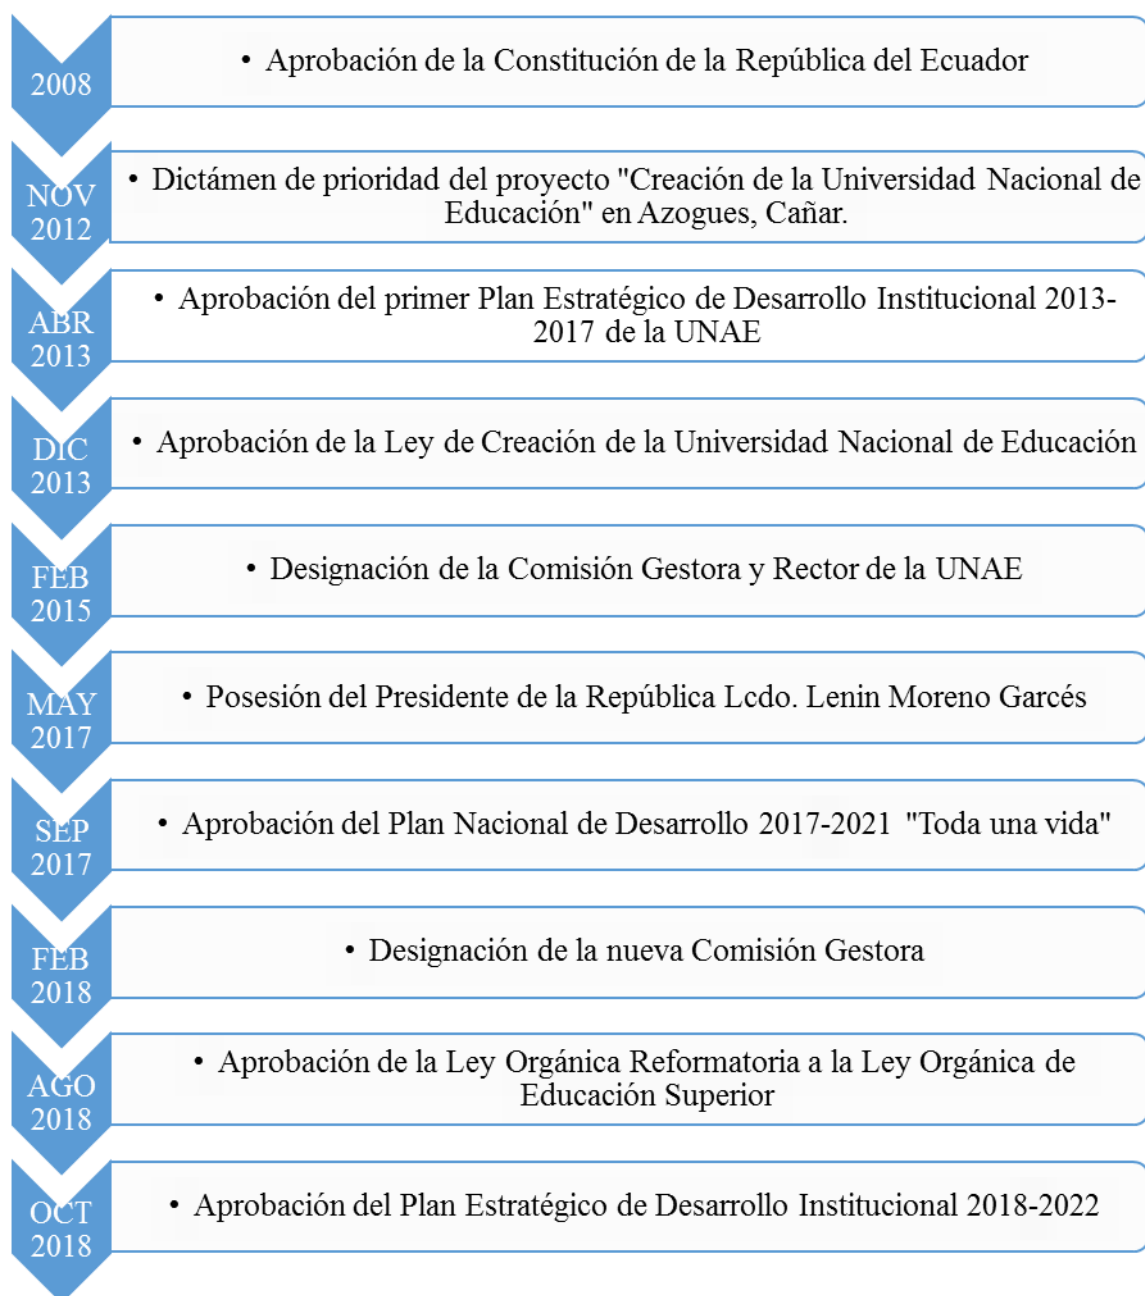 2008
• Aprobación de la Constitución de la República del Ecuador
NOV
2012
• Dictámen de prioridad del proyecto "Creación de la Universidad Nacional de
Educación" en Azogues, Cañar.
ABR
2013
• Aprobación del primer Plan Estratégico de Desarrollo Institucional 2013-
2017 de la UNAE
DIC
2013
• Aprobación de la Ley de Creación de la Universidad Nacional de Educación
FEB
2015
• Designación de la Comisión Gestora y Rector de la UNAE
MAY
2017
• Posesión del Presidente de la República Lcdo. Lenin Moreno Garcés
SEP
2017
• Aprobación del Plan Nacional de Desarrollo 2017-2021 "Toda una vida"
FEB
2018
• Designación de la nueva Comisión Gestora
AGO
2018
• Aprobación de la Ley Orgánica Reformatoria a la Ley Orgánica de
Educación Superior
OCT
2018
• Aprobación del Plan Estratégico de Desarrollo Institucional 2018-2022